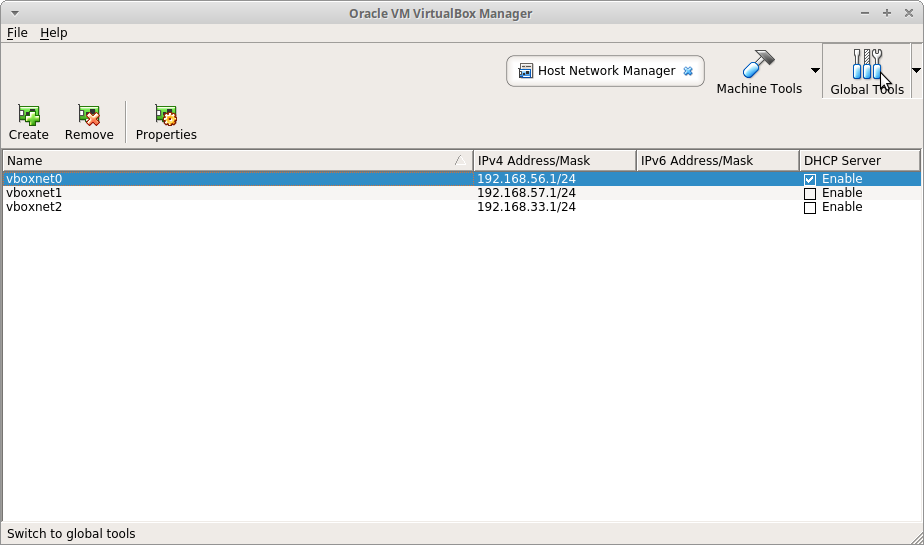 Oracle VM VirtualBox Manager
File Help
Host Network Manager
Machine Tools
Global Tools
Create Remove Properties
Name IPv4 Address/Mask IPv6 Address/Mask DHCP Server
vboxnet0 192.168.56.1/24 Enable
vboxnet1 192.168.57.1/24 Enable
vboxnet2 192.168.33.1/24 Enable
Switch to global tools